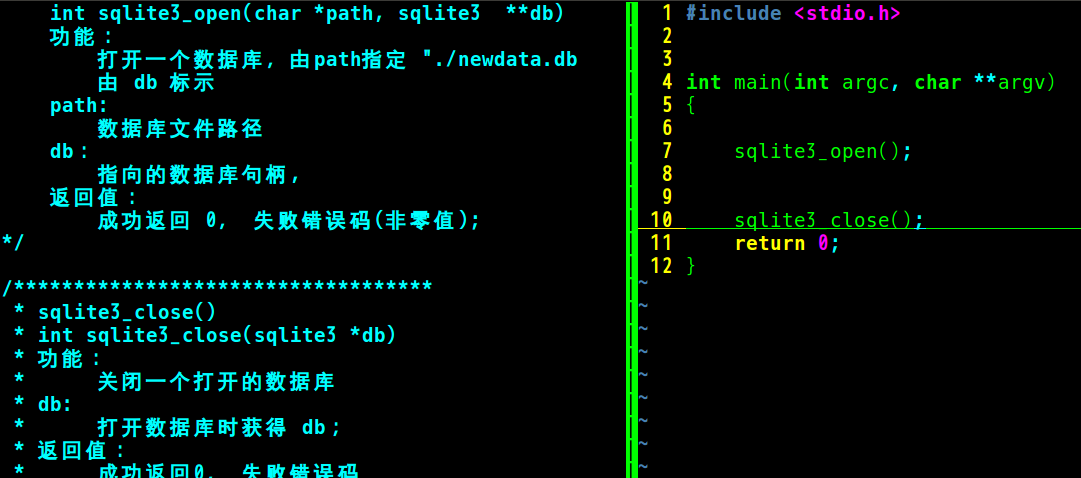 int sqlite3_open(char *path, sqlite3  **db)
功能：
打开一个数据库, 由path指定 "./newdata.db
由 db 标示
path:
数据库文件路径
db：
指向的数据库句柄,
返回值：
成功返回 0,  失败错误码(非零值);
*/
/***********************************
* sqlite3_close()
* int sqlite3_close(sqlite3 *db)
* 功能：
*      关闭一个打开的数据库
* db:
*      打开数据库时获得 db；
* 返回值：
*      成功返回0,  失败错误码
1 #include <stdio.h>
2
3
4 int main(int argc, char **argv)
5 {
6
7     sqlite3_open();
8
9
10     sqlite3_close();
11     return 0;
12 }
~
~
~
~
~
~
~
~
~